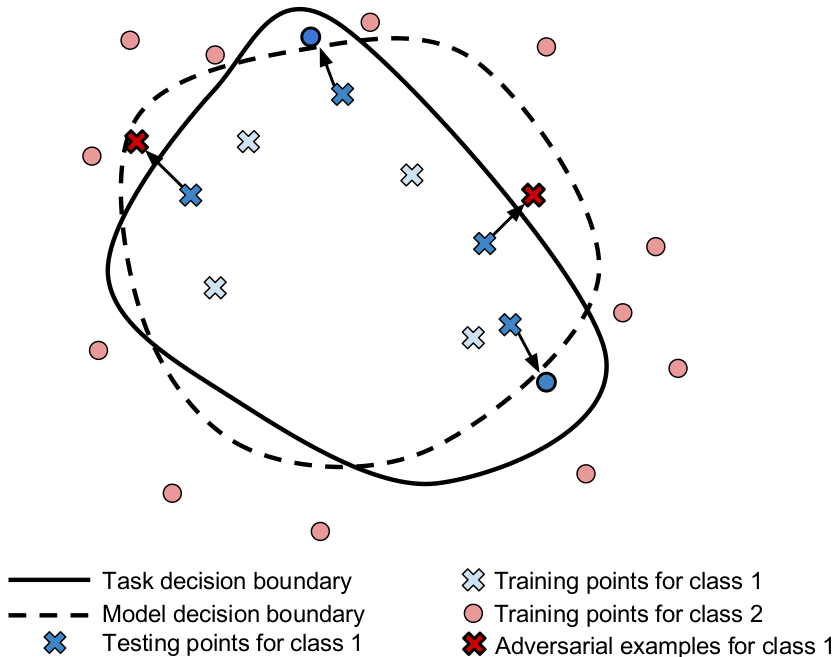 Task decision boundary
Model decision boundary
Testing points for class 1
Training points for class 1
Training points for class 2
Adversarial examples for class 1